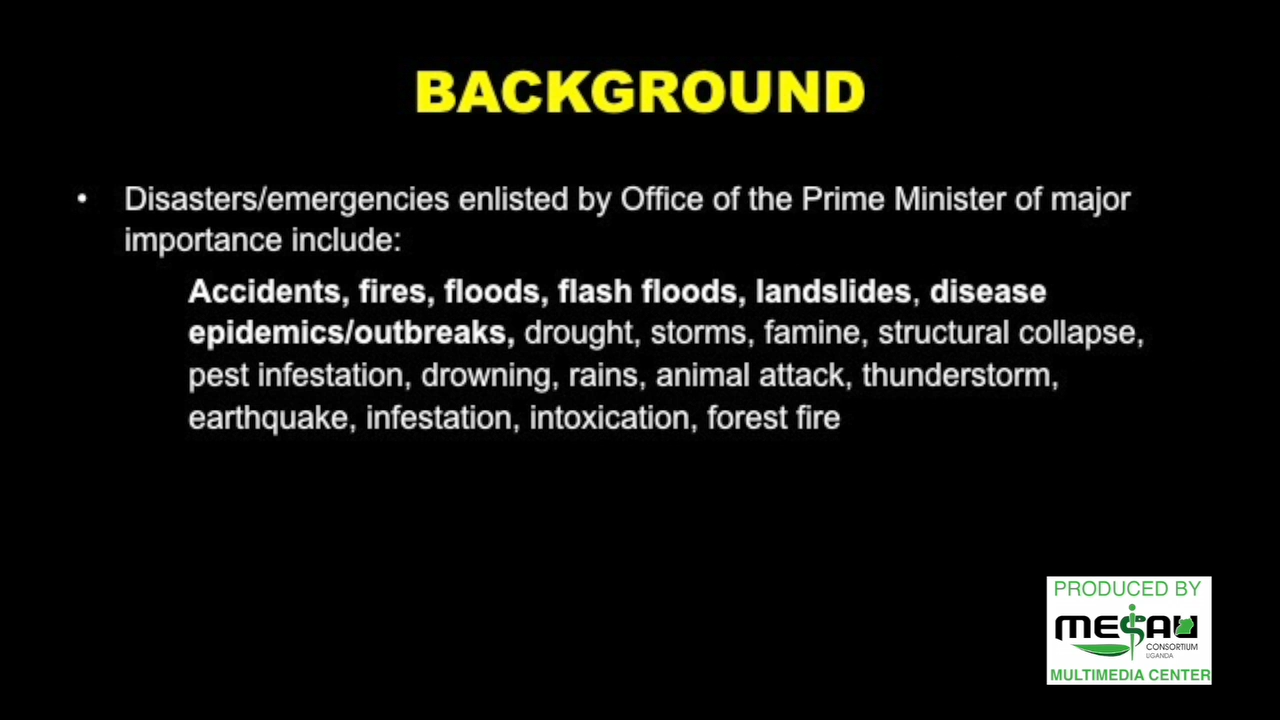 BACKGROUND
• Disasters/emergencies enlisted by Office of the Prime Minister of major
importance include:
Accidents, fires, floods, flash floods, landslides, disease
epidemics/outbreaks, drought, storms, famine, structural collapse,
pest infestation, drowning, rains, animal attack, thunderstorm,
earthquake, infestation, intoxication, forest fire
PRODUCED BY
MESAU
CONSORTIUM
UGANDA
MULTIMEDIA CENTER